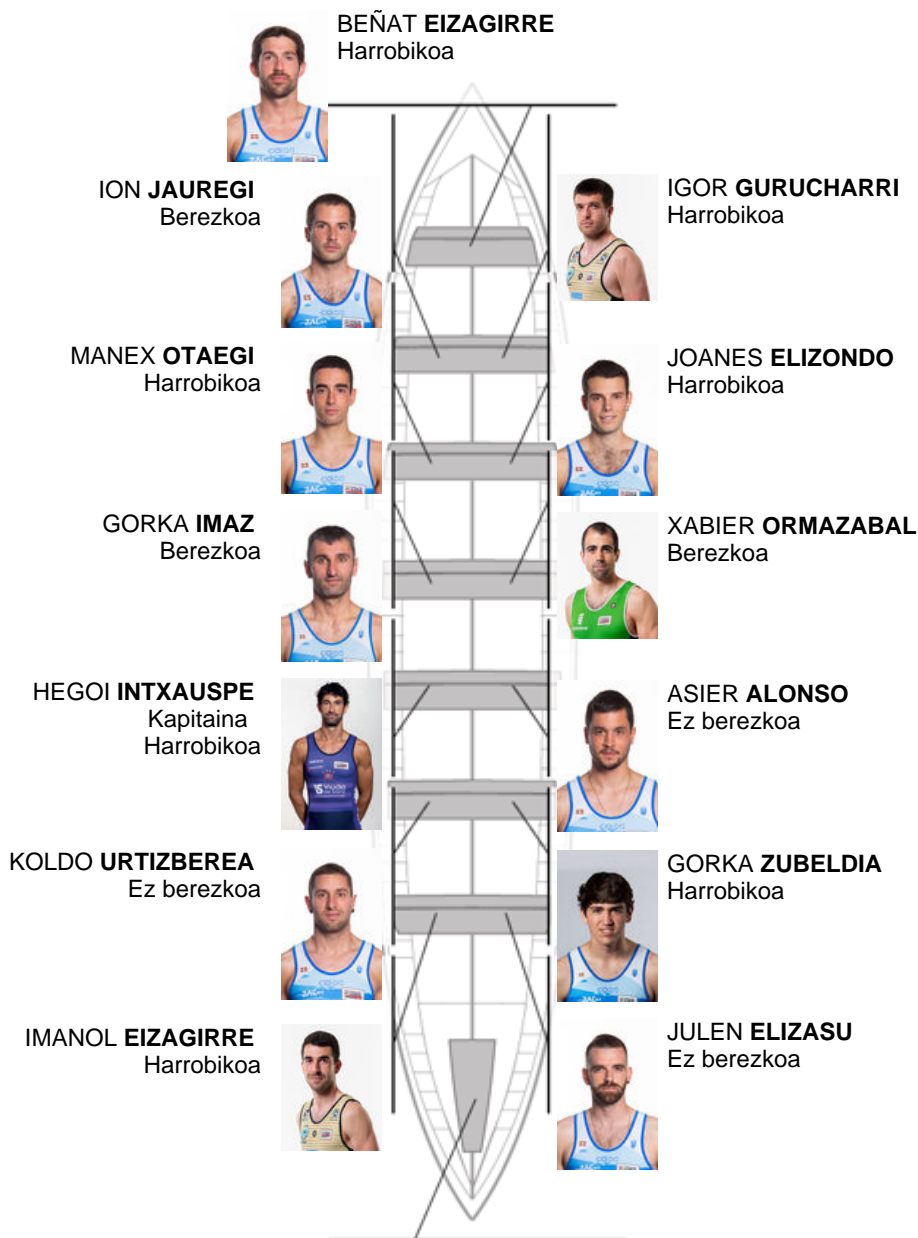 BEÑAT EIZAGIRRE
Harrobikoa
ION JAUREGI
Berezkoa
IGOR GURUCHARRI
Harrobikoa
MANEX OTAEGI
Harrobikoa
JOANES ELIZONDO
Harrobikoa
GORKA IMAZ
Berezkoa
XABIER ORMAZABAL
Berezkoa
HEGOI INTXAUSPE
Kapitaina
Harrobikoa
ASIER ALONSO
Ez berezkoa
KOLDO URTIZBEREA
Ez berezkoa
GORKA ZUBELDIA
Harrobikoa
IMANOL EIZAGIRRE
Harrobikoa
JULEN ELIZASU
Ez berezkoa